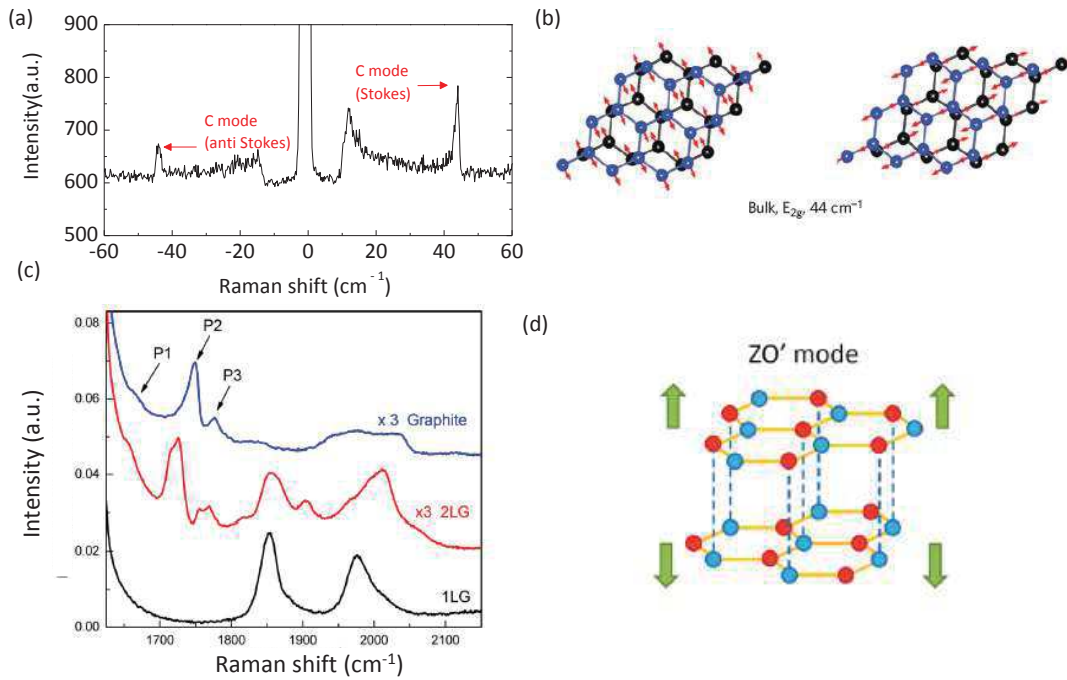 (a)
900
800
700
600
500
Intensity(a.u.)
C mode
(anti Stokes)
C mode
(Stokes)
-60 -40 -20 0 20 40 60
Raman shift (cm⁻¹)
(b)
Bulk, E₂g, 44 cm⁻¹
(c)
0.08
0.06
0.04
0.02
0.00
Intensity (a.u.)
P1
P2
P3
x 3 Graphite
x3 2LG
1LG
1700 1800 1900 2000 2100
Raman shift (cm⁻¹)
(d)
ZO' mode